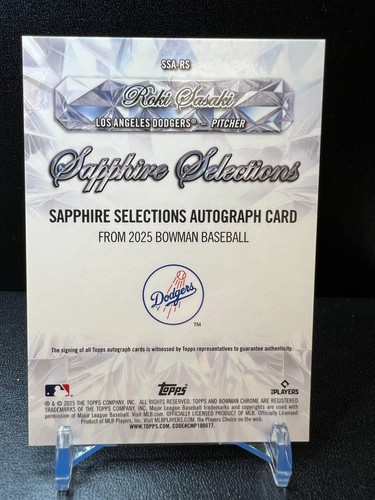 SSA-RS
Roki Sasaki
LOS ANGELES DODGERS® — PITCHER
Sapphire Selections
SAPPHIRE SELECTIONS AUTOGRAPH CARD
FROM 2025 BOWMAN BASEBALL
Dodgers
TM
The signing of all Topps autograph cards is witnessed by Topps representatives to guarantee authenticity.
topps
PLAYERS
® & © 2025 THE TOPPS COMPANY, INC. ALL RIGHTS RESERVED. TOPPS AND BOWMAN CHROME ARE REGISTERED
TRADEMARKS OF THE TOPPS COMPANY, INC. Major League Baseball trademarks and copyrights are used with
permission of Major League Baseball. Visit MLB.com. OFFICIALLY LICENSED PRODUCT OF MLB. Officially Licensed
Product of MLB Players, Inc. Visit MLBPLAYERS.COM, the Players Choice on the web.
WWW.TOPPS.COM. CODE#CMP100677.